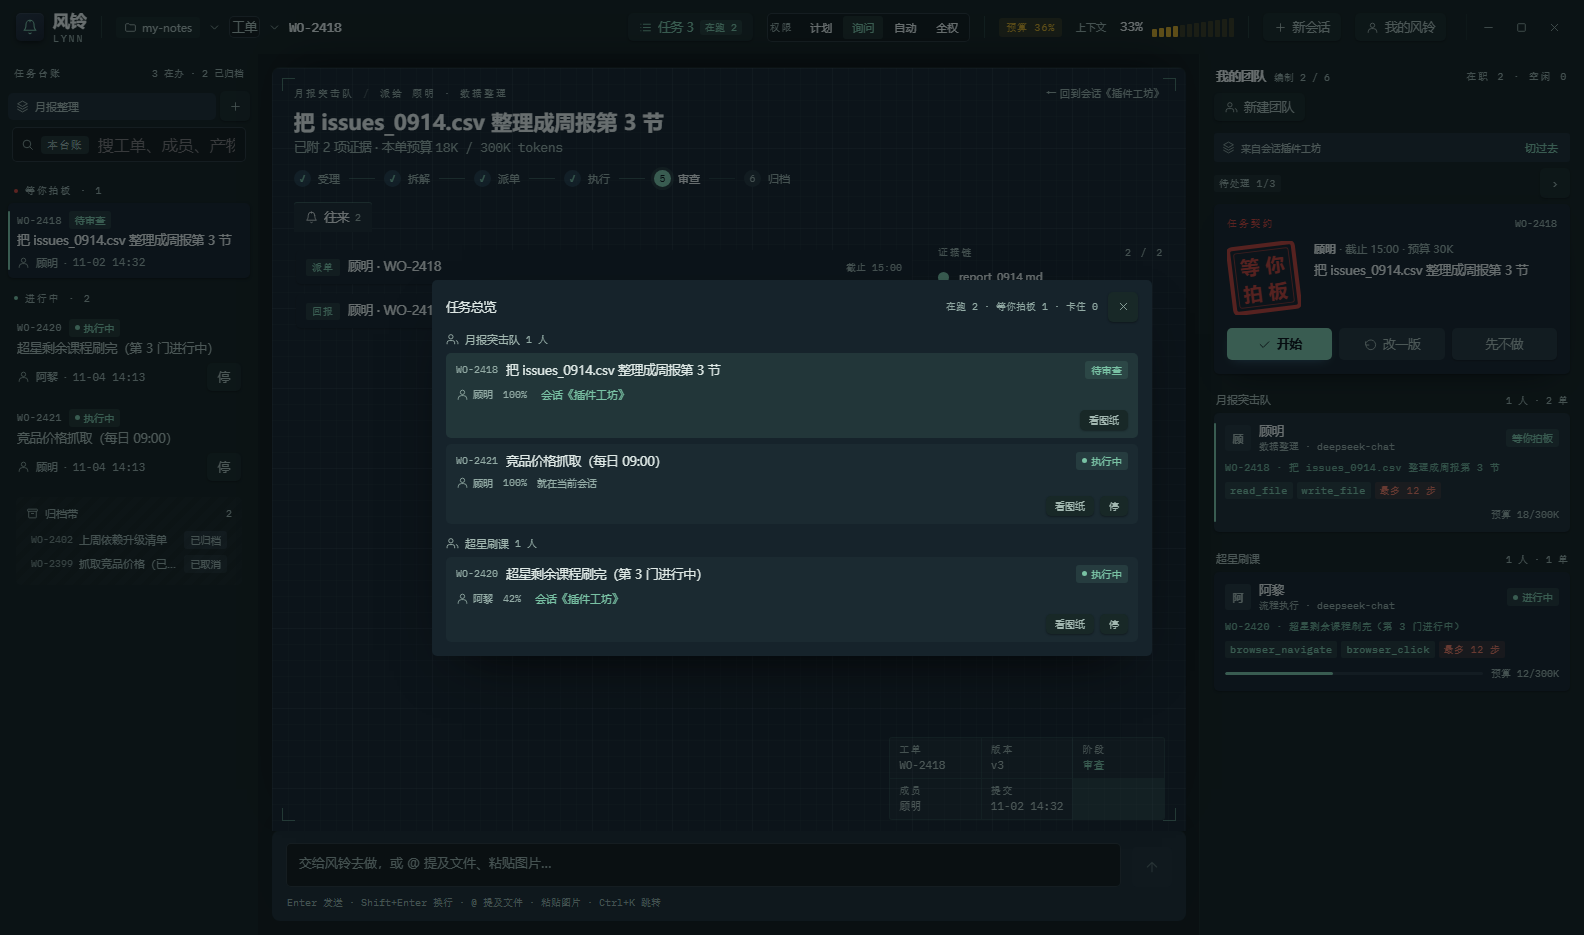 风铃
LYNN
my-notes
工单
WO-2418
任务 3 在跑 2
权限 计划 询问 自动 全权
预算 36%
上下文 33%
新会话
我的风铃
任务台账 3 在办 · 2 已归档
月报整理
本台账 搜工单、成员、产物
等你拍板 · 1
WO-2418 待审查
把 issues_0914.csv 整理成周报第 3 节
顾明 · 11-02 14:32
进行中 · 2
WO-2420 执行中
超星剩余课程刷完（第 3 门进行中）
阿黎 · 11-04 14:13 停
WO-2421 执行中
竞品价格抓取（每日 09:00）
顾明 · 11-04 14:13 停
归档带 2
WO-2402 上周依赖升级清单 已归档
WO-2399 抓取竞品价格（已... 已取消
月报突击队 / 派给 顾明 · 数据整理
← 回到会话《插件工坊》
把 issues_0914.csv 整理成周报第 3 节
已附 2 项证据 · 本单预算 18K / 300K tokens
受理 拆解 派单 执行 5 审查 6 归档
往来 2
派单 顾明 · WO-2418 截止 15:00
回报 顾明 · WO-241
证据链 2 / 2
report_0914.md
任务总览 在跑 2 · 等你拍板 1 · 卡住 0
月报突击队 1 人
WO-2418 把 issues_0914.csv 整理成周报第 3 节 待审查
顾明 100% 会话《插件工坊》
看图纸
WO-2421 竞品价格抓取（每日 09:00） 执行中
顾明 100% 就在当前会话
看图纸 停
超星刷课 1 人
WO-2420 超星剩余课程刷完（第 3 门进行中） 执行中
阿黎 42% 会话《插件工坊》
看图纸 停
工单 版本 阶段
WO-2418 v3 审查
成员 提交
顾明 11-02 14:32
交给风铃去做，或 @ 提及文件、粘贴图片...
Enter 发送 · Shift+Enter 换行 · @ 提及文件 · 粘贴图片 · Ctrl+K 跳转
我的团队 编制 2 / 6 在职 2 · 空闲 0
新建团队
来自会话插件工坊 切过去
待处理 1/3
任务契约 WO-2418
等你拍板
顾明 · 截止 15:00 · 预算 30K
把 issues_0914.csv 整理成周报第 3 节
开始 改一版 先不做
月报突击队 1 人 · 2 单
顾 顾明 等你拍板
数据整理 · deepseek-chat
WO-2418 · 把 issues_0914.csv 整理成周报第 3 节
read_file write_file 最多 12 步
预算 18/300K
超星刷课 1 人 · 1 单
阿 阿黎 进行中
流程执行 · deepseek-chat
WO-2420 · 超星剩余课程刷完（第 3 门进行中）
browser_navigate browser_click 最多 12 步
预算 12/300K